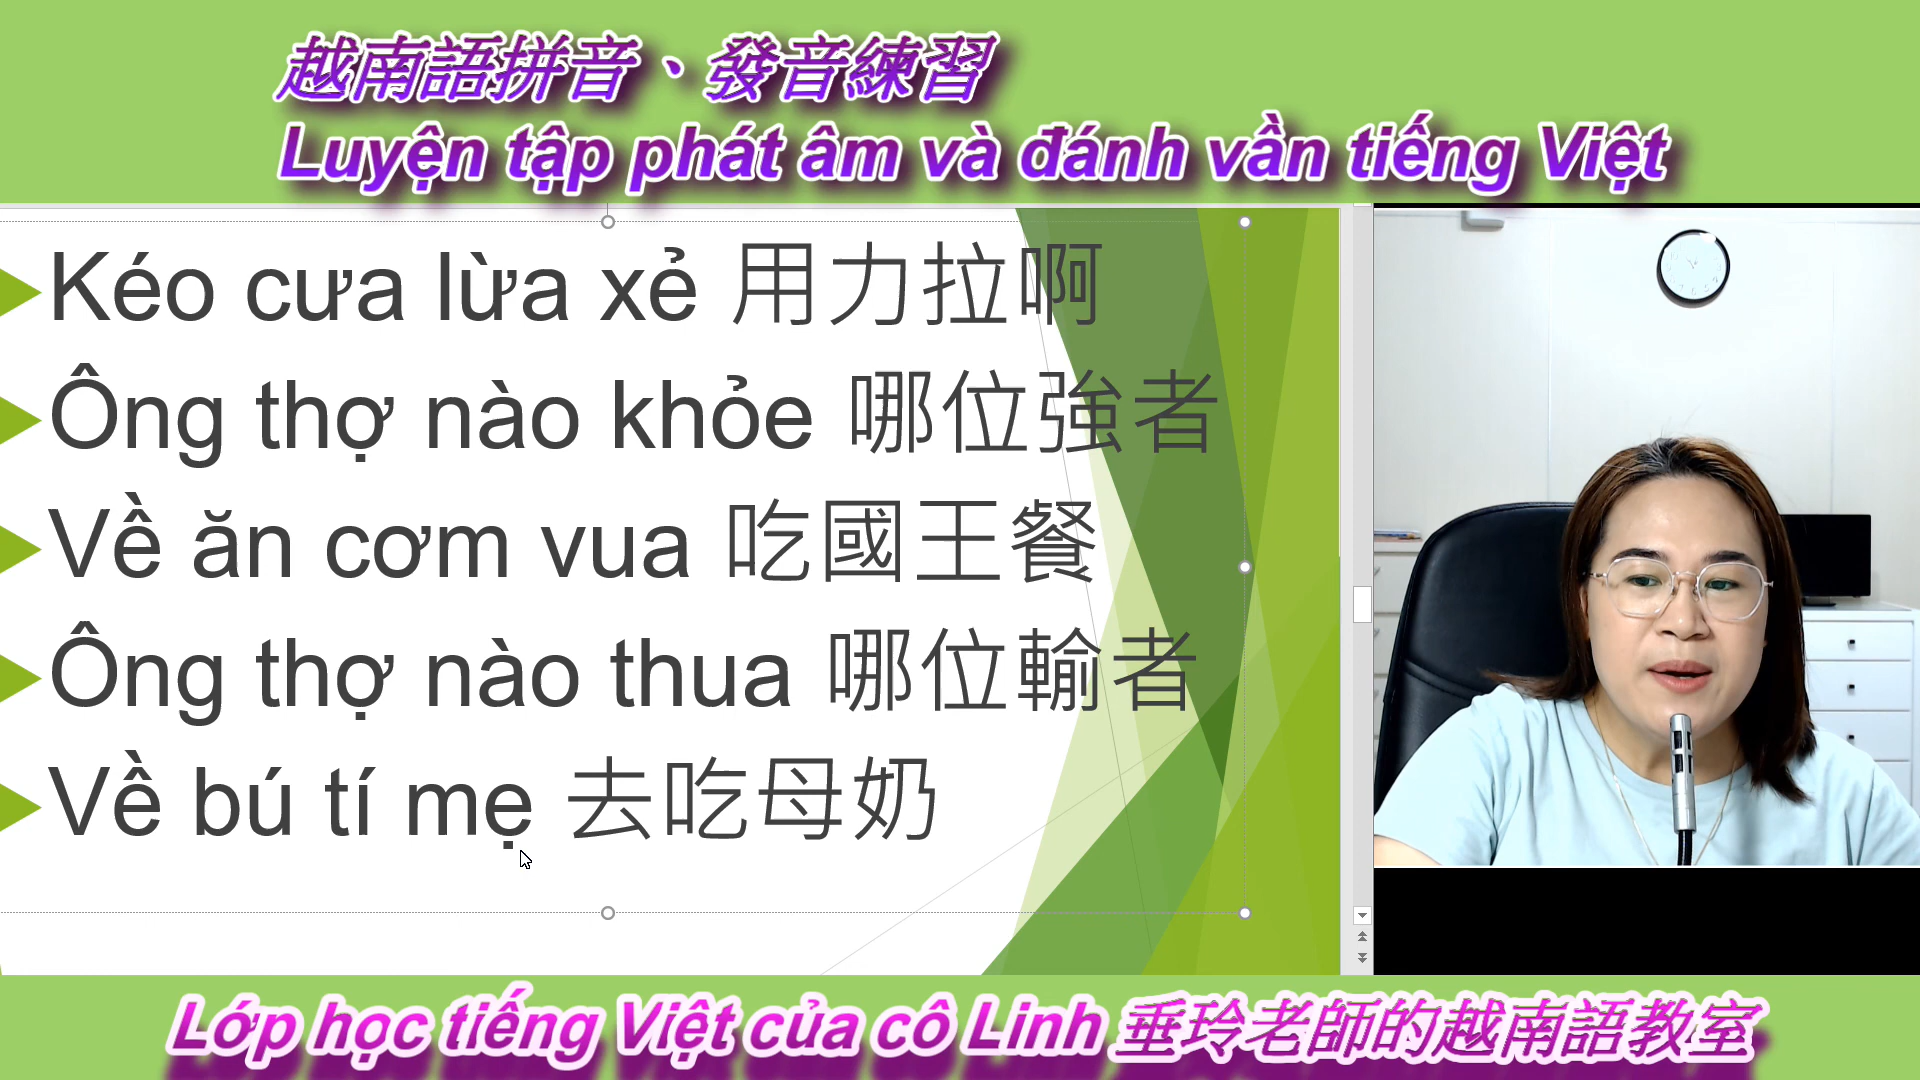 越南語拼音、發音練習
Luyện tập phát âm và đánh vần tiếng Việt
Kéo cưa lừa xẻ 用力拉啊
Ông thợ nào khỏe 哪位強者
Về ăn cơm vua 吃國王餐
Ông thợ nào thua 哪位輸者
Về bú tí mẹ 去吃母奶
Lớp học tiếng Việt của cô Linh 垂玲老師的越南語教室